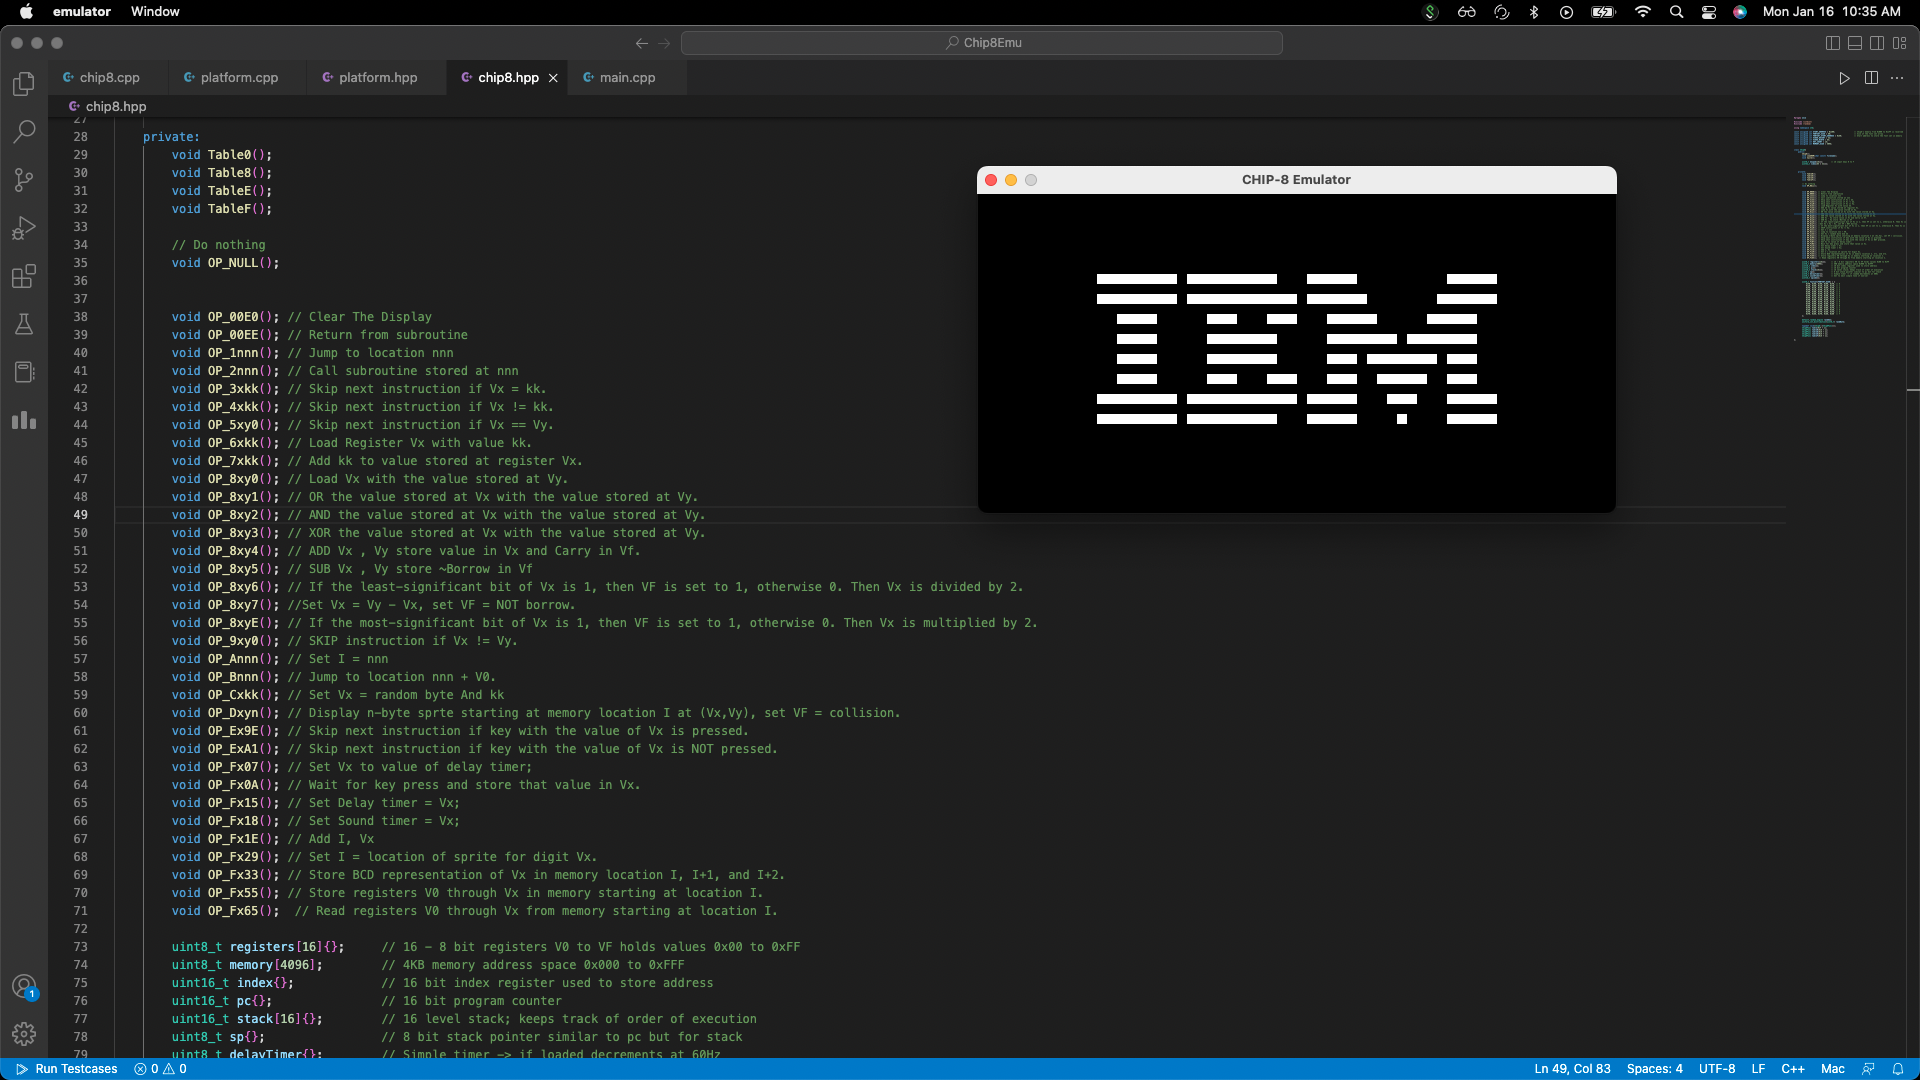 emulator Window Mon Jan 16 10:35 AM
Chip8Emu
chip8.cpp platform.cpp platform.hpp chip8.hpp main.cpp
chip8.hpp
27
28 private:
29 void Table0();
30 void Table8();
31 void TableE();
32 void TableF();
33
34 // Do nothing
35 void OP_NULL();
36
37
38 void OP_00E0(); // Clear The Display
39 void OP_00EE(); // Return from subroutine
40 void OP_1nnn(); // Jump to location nnn
41 void OP_2nnn(); // Call subroutine stored at nnn
42 void OP_3xkk(); // Skip next instruction if Vx = kk.
43 void OP_4xkk(); // Skip next instruction if Vx != kk.
44 void OP_5xy0(); // Skip next instruction if Vx == Vy.
45 void OP_6xkk(); // Load Register Vx with value kk.
46 void OP_7xkk(); // Add kk to value stored at register Vx.
47 void OP_8xy0(); // Load Vx with the value stored at Vy.
48 void OP_8xy1(); // OR the value stored at Vx with the value stored at Vy.
49 void OP_8xy2(); // AND the value stored at Vx with the value stored at Vy.
50 void OP_8xy3(); // XOR the value stored at Vx with the value stored at Vy.
51 void OP_8xy4(); // ADD Vx , Vy store value in Vx and Carry in Vf.
52 void OP_8xy5(); // SUB Vx , Vy store ~Borrow in Vf
53 void OP_8xy6(); // If the least-significant bit of Vx is 1, then VF is set to 1, otherwise 0. Then Vx is divided by 2.
54 void OP_8xy7(); //Set Vx = Vy - Vx, set VF = NOT borrow.
55 void OP_8xyE(); // If the most-significant bit of Vx is 1, then VF is set to 1, otherwise 0. Then Vx is multiplied by 2.
56 void OP_9xy0(); // SKIP instruction if Vx != Vy.
57 void OP_Annn(); // Set I = nnn
58 void OP_Bnnn(); // Jump to location nnn + V0.
59 void OP_Cxkk(); // Set Vx = random byte And kk
60 void OP_Dxyn(); // Display n-byte sprte starting at memory location I at (Vx,Vy), set VF = collision.
61 void OP_Ex9E(); // Skip next instruction if key with the value of Vx is pressed.
62 void OP_ExA1(); // Skip next instruction if key with the value of Vx is NOT pressed.
63 void OP_Fx07(); // Set Vx to value of delay timer;
64 void OP_Fx0A(); // Wait for key press and store that value in Vx.
65 void OP_Fx15(); // Set Delay timer = Vx;
66 void OP_Fx18(); // Set Sound timer = Vx;
67 void OP_Fx1E(); // Add I, Vx
68 void OP_Fx29(); // Set I = location of sprite for digit Vx.
69 void OP_Fx33(); // Store BCD representation of Vx in memory location I, I+1, and I+2.
70 void OP_Fx55(); // Store registers V0 through Vx in memory starting at location I.
71 void OP_Fx65(); // Read registers V0 through Vx from memory starting at location I.
72
73 uint8_t registers[16]{}; // 16 - 8 bit registers V0 to VF holds values 0x00 to 0xFF
74 uint8_t memory[4096]; // 4KB memory address space 0x000 to 0xFFF
75 uint16_t index{}; // 16 bit index register used to store address
76 uint16_t pc{}; // 16 bit program counter
77 uint16_t stack[16]{}; // 16 level stack; keeps track of order of execution
78 uint8_t sp{}; // 8 bit stack pointer similar to pc but for stack
79 uint8_t delayTimer{}; // Simple timer -> if loaded decrements at 60Hz
CHIP-8 Emulator
IBM
1
Run Testcases 0 0 Ln 49, Col 83 Spaces: 4 UTF-8 LF C++ Mac